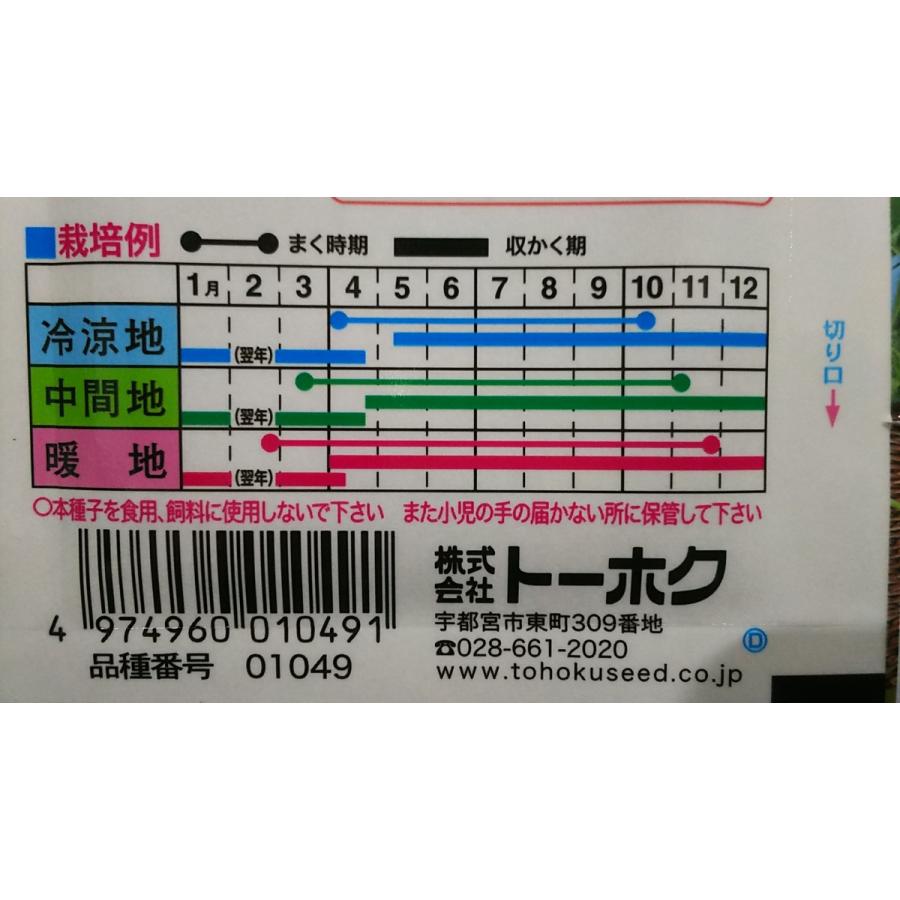 栽培例 まく時期 収かく期
1月 2 3 4 5 6 7 8 9 10 11 12
冷涼地 (翌年)
中間地 (翌年)
暖 地 (翌年)
切り口
○本種子を食用、飼料に使用しないで下さい また小児の手の届かない所に保管して下さい
4 974960 010491
品種番号 01049
株式会社 トーホク
宇都宮市東町309番地
☎028-661-2020
www.tohokuseed.co.jp
D